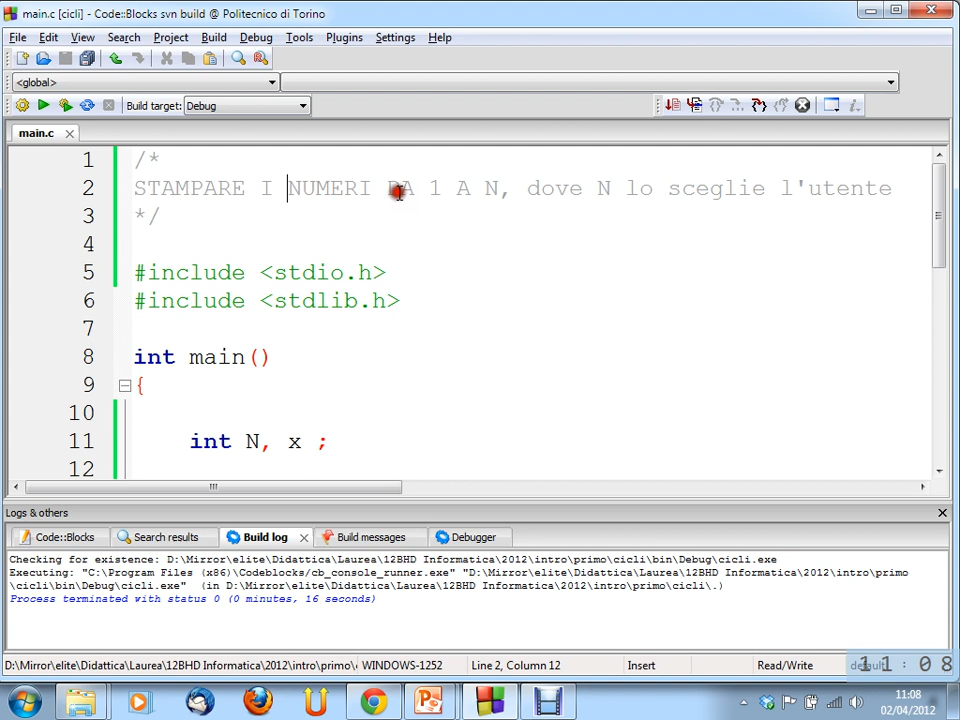 main.c [cicli] - Code::Blocks svn build @ Politecnico di Torino
File Edit View Search Project Build Debug Tools Plugins Settings Help
<global>
Build target: Debug
main.c
1 /*
2 STAMPARE I NUMERI DA 1 A N, dove N lo sceglie l'utente
3 */
4
5 #include <stdio.h>
6 #include <stdlib.h>
7
8 int main()
9 {
10
11 int N, x ;
12
Logs & others
Code::Blocks Search results Build log Build messages Debugger
Checking for existence: D:\Mirror\elite\Didattica\Laurea\12BHD Informatica\2012\intro\primo\cicli\bin\Debug\cicli.exe
Executing: "C:\Program Files (x86)\Codeblocks/cb_console_runner.exe" "D:\Mirror\elite\Didattica\Laurea\12BHD Informatica\2012\intro\primo
\cicli\bin\Debug\cicli.exe" (in D:\Mirror\elite\Didattica\Laurea\12BHD Informatica\2012\intro\primo\cicli\.)
Process terminated with status 0 (0 minutes, 16 seconds)
D:\Mirror\elite\Didattica\Laurea\12BHD Informatica\2012\intro\primo\ WINDOWS-1252 Line 2, Column 12 Insert Read/Write default
11:08
11:08
02/04/2012